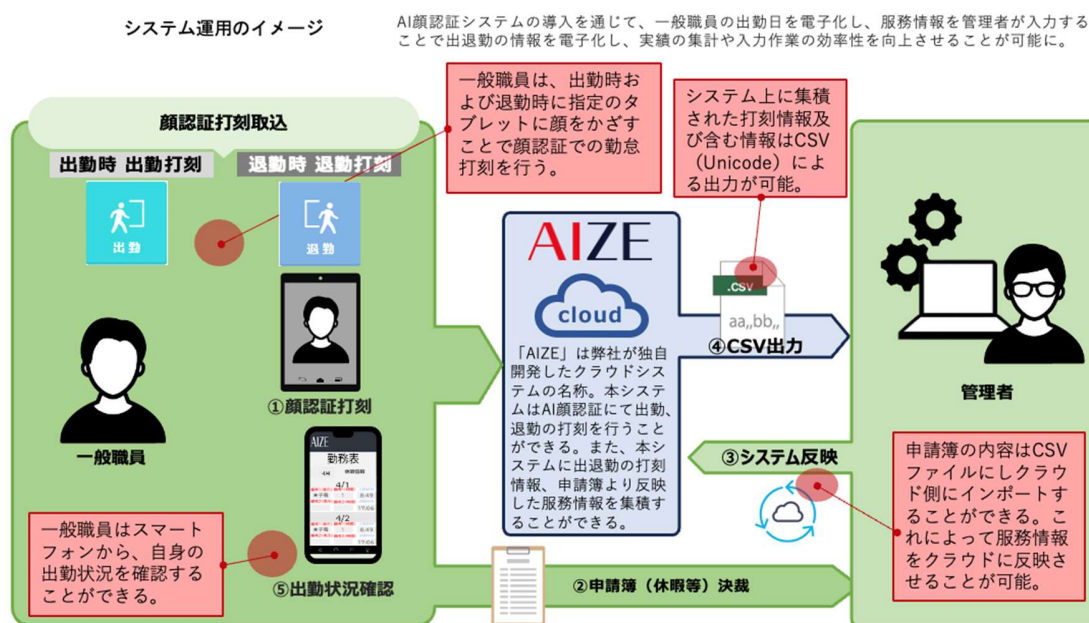 システム運用のイメージ
AI顔認証システムの導入を通じて、一般職員の出勤日を電子化し、服務情報を管理者が入力する
ことで出退勤の情報を電子化し、実績の集計や入力作業の効率性を向上させることが可能に。
顔認証打刻取込
出勤時 出勤打刻
退勤時 退勤打刻
出勤
退勤
一般職員は、出勤時お
よび退勤時に指定のタ
ブレットに顔をかざす
ことで顔認証での勤怠
打刻を行う。
システム上に集積
された打刻情報及
び含む情報はCSV
（Unicode）によ
る出力が可能。
①顔認証打刻
一般職員
AIZE
勤務表
4/1
4/2
⑤出勤状況確認
一般職員はスマート
フォンから、自身の
出勤状況を確認する
ことができる。
AIZE
cloud
「AIZE」は弊社が独自
開発したクラウドシス
テムの名称。本システ
ムはAI顔認証にて出勤、
退勤の打刻を行うこと
ができる。また、本シ
ステムに出退勤の打刻
情報、申請簿より反映
した服務情報を集積す
ることができる。
.CSV
aa,,bb,,
④CSV出力
管理者
③システム反映
申請簿の内容はCSV
ファイルにしクラウ
ド側にインポートす
ることができる。こ
れによって服務情報
をクラウドに反映さ
せることが可能。
②申請簿（休暇等）決裁